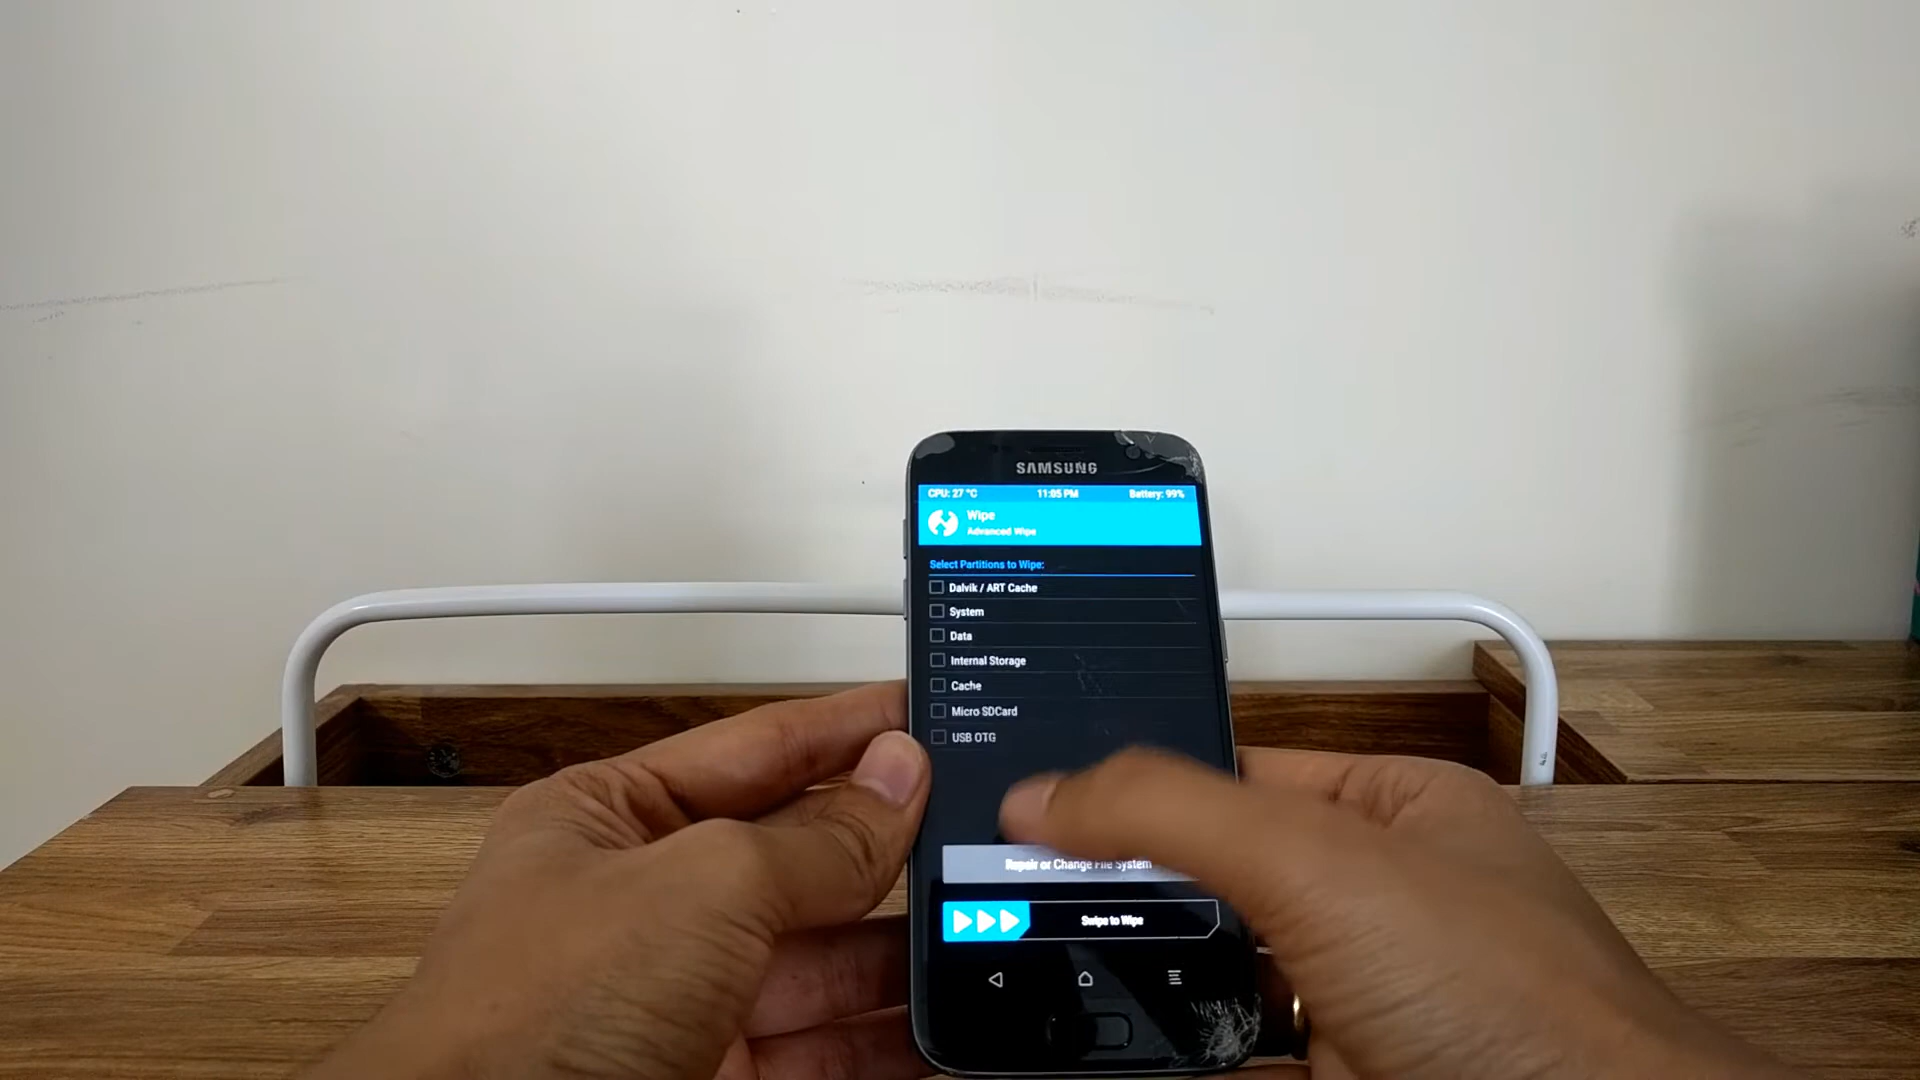 SAMSUNG
CPU: 27 °C 11:05 PM Battery: 99%
Wipe
Advanced Wipe
Select Partitions to Wipe:
Dalvik / ART Cache
System
Data
Internal Storage
Cache
Micro SDCard
USB OTG
Repair or Change File System
Swipe to Wipe